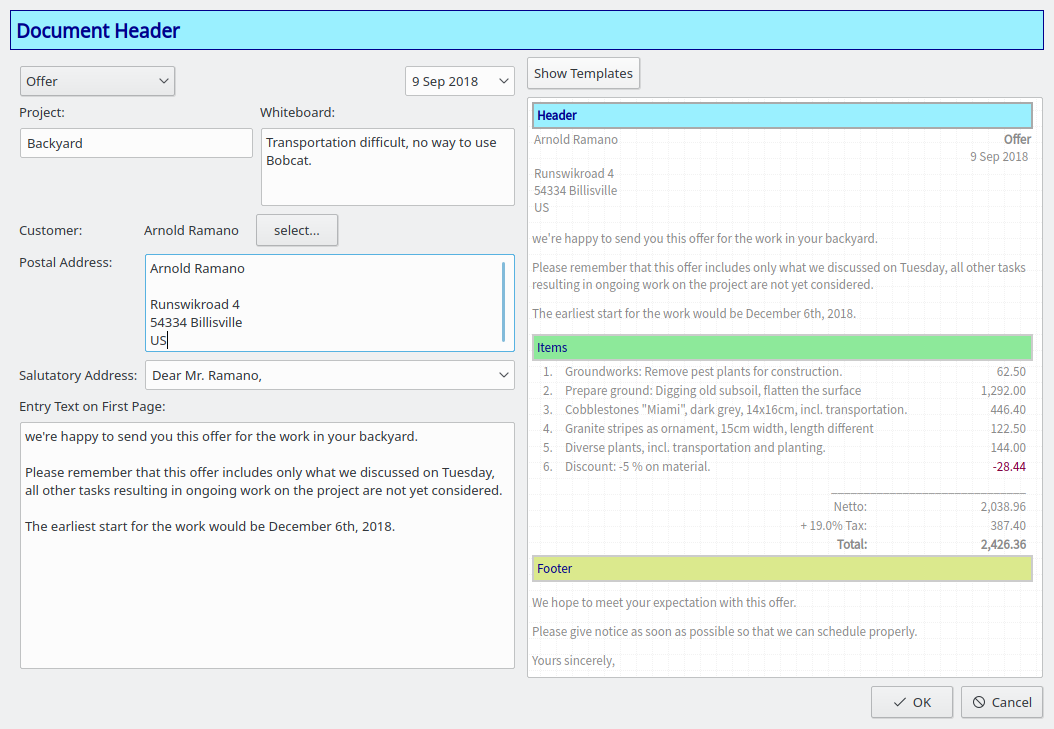 Document Header
Offer
9 Sep 2018
Project:
Whiteboard:
Backyard
Transportation difficult, no way to use
Bobcat.
Customer:
Arnold Ramano
select...
Postal Address:
Arnold Ramano
Runswikroad 4
54334 Billisville
US
Salutatory Address:
Dear Mr. Ramano,
Entry Text on First Page:
we're happy to send you this offer for the work in your backyard.
Please remember that this offer includes only what we discussed on Tuesday,
all other tasks resulting in ongoing work on the project are not yet considered.
The earliest start for the work would be December 6th, 2018.
Show Templates
Header
Arnold Ramano
Offer
9 Sep 2018
Runswikroad 4
54334 Billisville
US
we're happy to send you this offer for the work in your backyard.
Please remember that this offer includes only what we discussed on Tuesday, all other tasks
resulting in ongoing work on the project are not yet considered.
The earliest start for the work would be December 6th, 2018.
Items
1. Groundworks: Remove pest plants for construction. 62.50
2. Prepare ground: Digging old subsoil, flatten the surface 1,292.00
3. Cobblestones "Miami", dark grey, 14x16cm, incl. transportation. 446.40
4. Granite stripes as ornament, 15cm width, length different 122.50
5. Diverse plants, incl. transportation and planting. 144.00
6. Discount: -5 % on material. -28.44
Netto: 2,038.96
+ 19.0% Tax: 387.40
Total: 2,426.36
Footer
We hope to meet your expectation with this offer.
Please give notice as soon as possible so that we can schedule properly.
Yours sincerely,
OK
Cancel